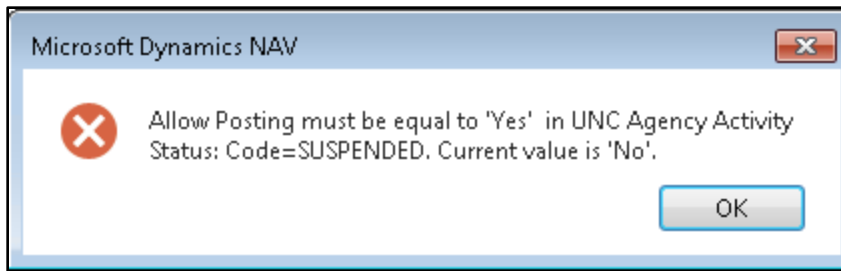 Microsoft Dynamics NAV
Allow Posting must be equal to 'Yes'  in UNC Agency Activity
Status: Code=SUSPENDED. Current value is 'No'.
OK